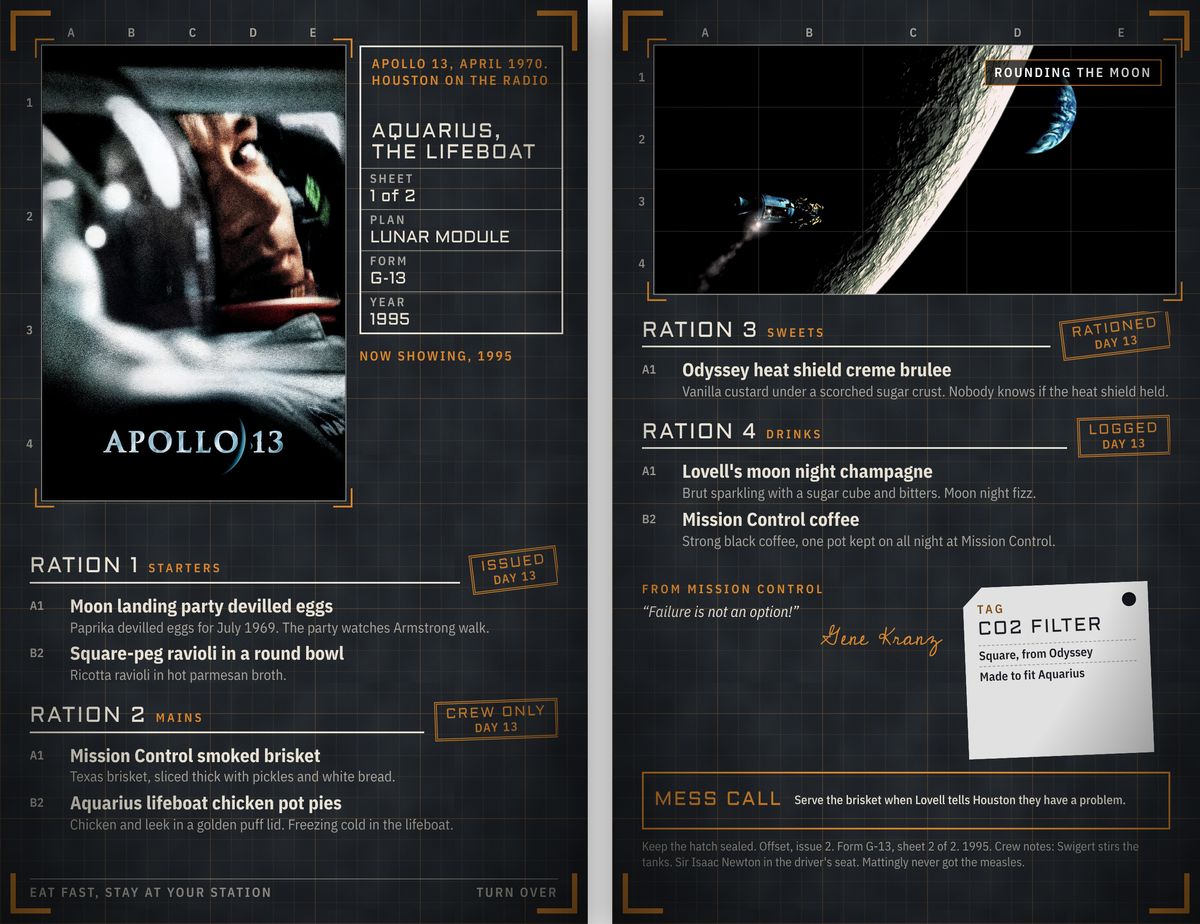 A B C D E
1
2
3
4
APOLLO 13
NA
APOLLO 13, APRIL 1970.
HOUSTON ON THE RADIO
AQUARIUS,
THE LIFEBOAT
SHEET
1 of 2
PLAN
LUNAR MODULE
FORM
G-13
YEAR
1995
NOW SHOWING, 1995
RATION 1 STARTERS
ISSUED
DAY 13
A1 Moon landing party devilled eggs
Paprika devilled eggs for July 1969. The party watches Armstrong walk.
B2 Square-peg ravioli in a round bowl
Ricotta ravioli in hot parmesan broth.
RATION 2 MAINS
CREW ONLY
DAY 13
A1 Mission Control smoked brisket
Texas brisket, sliced thick with pickles and white bread.
B2 Aquarius lifeboat chicken pot pies
Chicken and leek in a golden puff lid. Freezing cold in the lifeboat.
EAT FAST, STAY AT YOUR STATION TURN OVER
A B C D E
1
2
3
4
ROUNDING THE MOON
RATION 3 SWEETS
RATIONED
DAY 13
A1 Odyssey heat shield creme brulee
Vanilla custard under a scorched sugar crust. Nobody knows if the heat shield held.
RATION 4 DRINKS
LOGGED
DAY 13
A1 Lovell's moon night champagne
Brut sparkling with a sugar cube and bitters. Moon night fizz.
B2 Mission Control coffee
Strong black coffee, one pot kept on all night at Mission Control.
FROM MISSION CONTROL
“Failure is not an option!”
Gene Kranz
TAG
CO2 FILTER
Square, from Odyssey
Made to fit Aquarius
MESS CALL Serve the brisket when Lovell tells Houston they have a problem.
Keep the hatch sealed. Offset, issue 2. Form G-13, sheet 2 of 2. 1995. Crew notes: Swigert stirs the
tanks. Sir Isaac Newton in the driver's seat. Mattingly never got the measles.